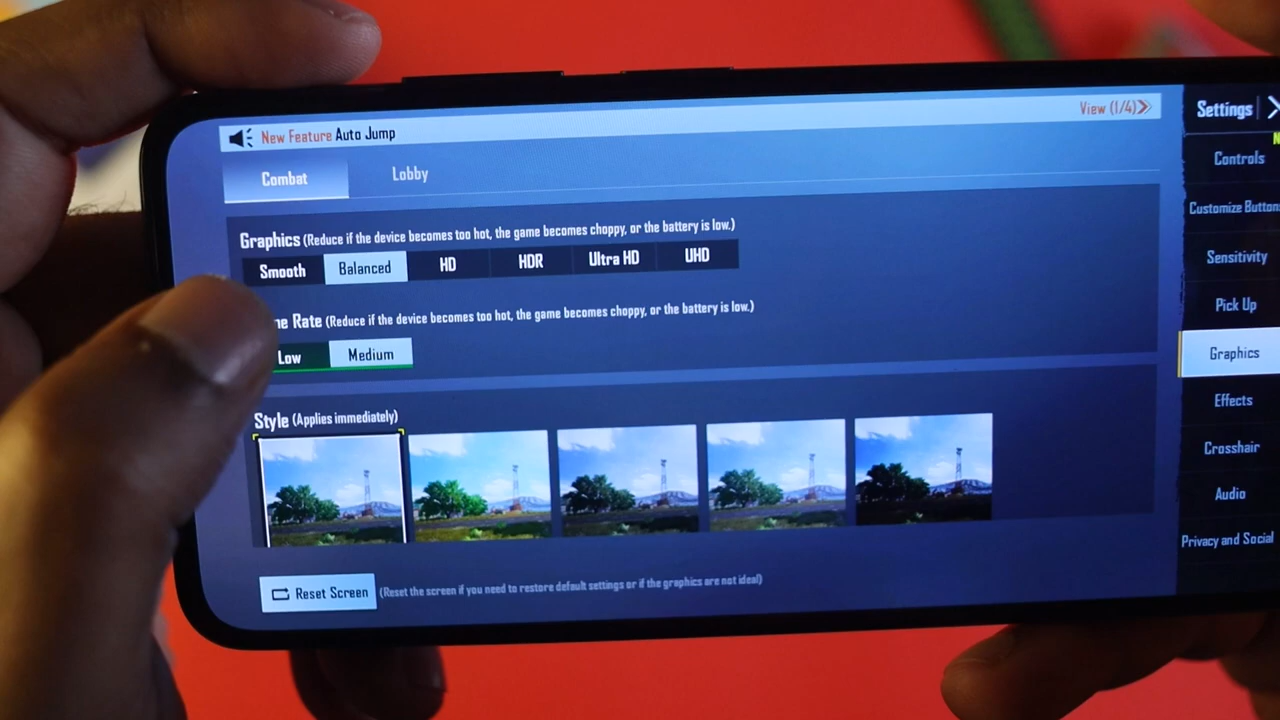 New Feature Auto Jump
View (1/4)
Settings
Combat
Lobby
Controls
Customize Button
Graphics (Reduce if the device becomes too hot, the game becomes choppy, or the battery is low.)
Smooth Balanced HD HDR Ultra HD UHD
Sensitivity
Pick Up
me Rate (Reduce if the device becomes too hot, the game becomes choppy, or the battery is low.)
Low Medium
Graphics
Style (Applies immediately)
Effects
Crosshair
Audio
Privacy and Social
Reset Screen (Reset the screen if you need to restore default settings or if the graphics are not ideal)